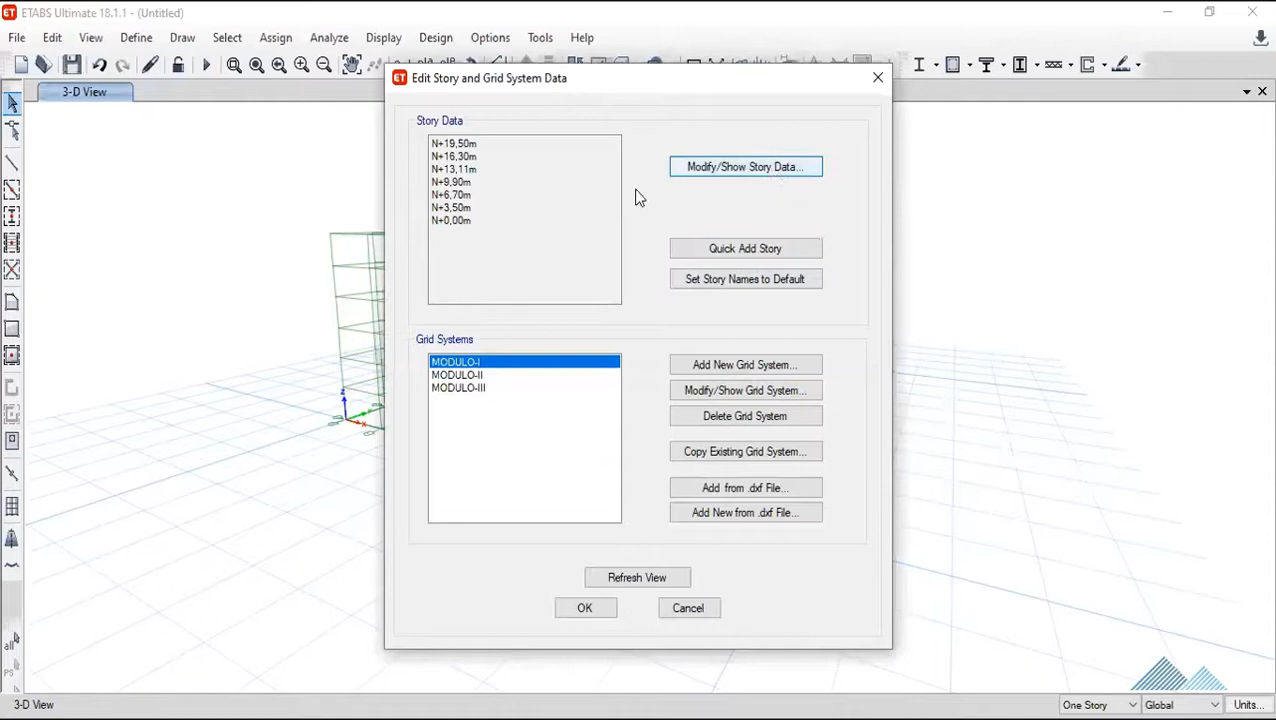 ETABS Ultimate 18.1.1 - (Untitled)
File Edit View Define Draw Select Assign Analyze Display Design Options Tools Help
3-D View
ET Edit Story and Grid System Data
Story Data
N+19,50m
N+16,30m
N+13,11m
N+9,90m
N+6,70m
N+3,50m
N+0,00m
Modify/Show Story Data...
Quick Add Story
Set Story Names to Default
Grid Systems
MODULO-I
MODULO-II
MODULO-III
Add New Grid System...
Modify/Show Grid System...
Delete Grid System
Copy Existing Grid System...
Add from .dxf File...
Add New from .dxf File...
Refresh View
OK Cancel
all
PS
3-D View
One Story Global Units...